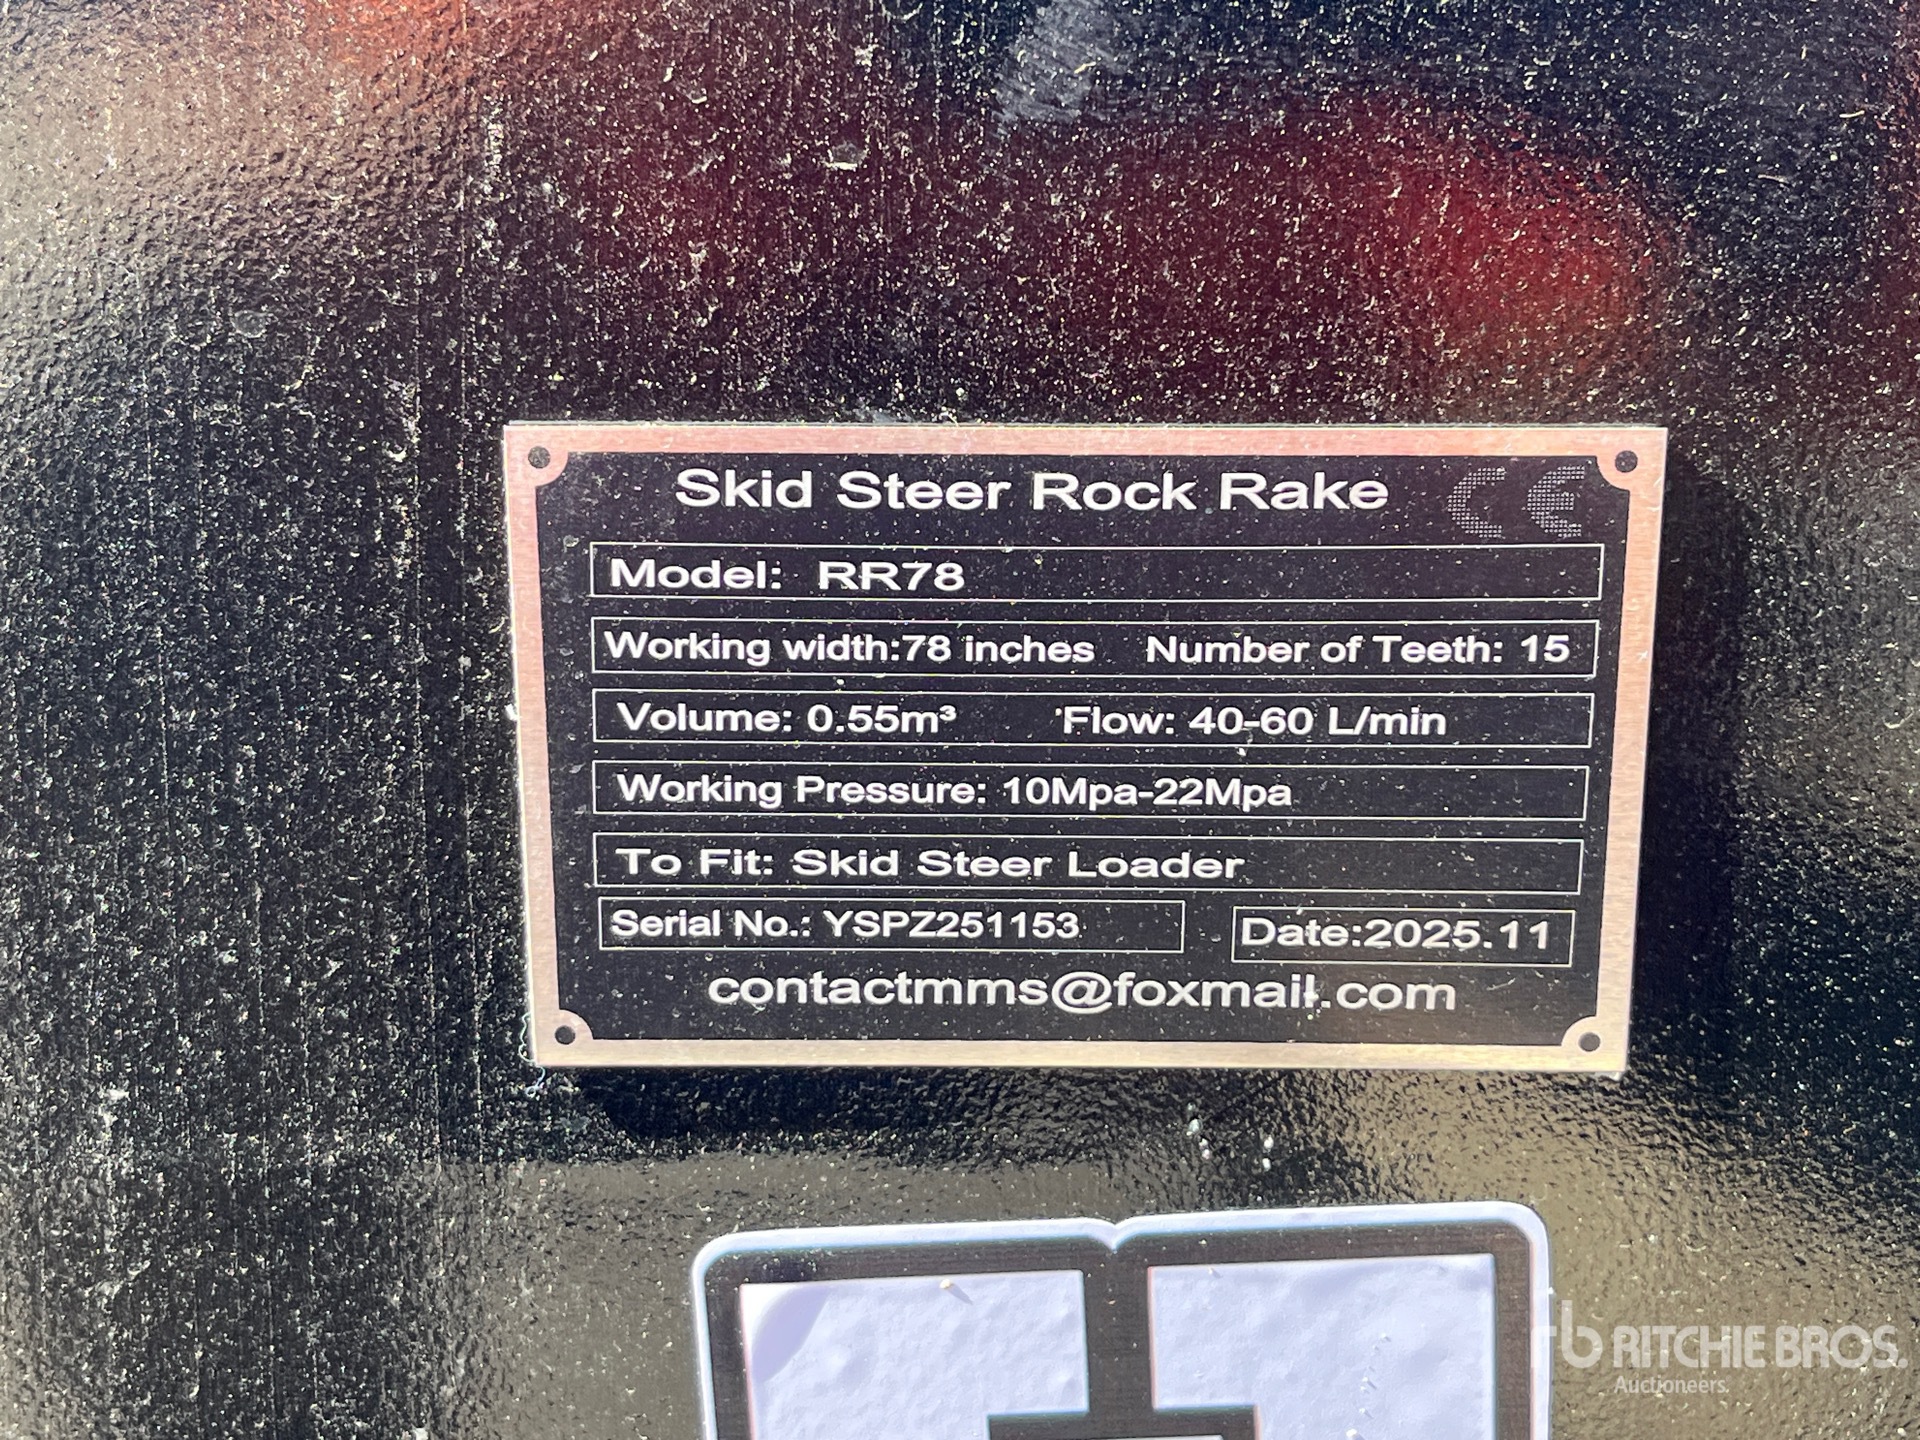 Skid Steer Rock Rake CE
Model: RR78
Working width:78 inches Number of Teeth: 15
Volume: 0.55m³ Flow: 40-60 L/min
Working Pressure: 10Mpa-22Mpa
To Fit: Skid Steer Loader
Serial No.: YSPZ251153 Date:2025.11
contactmms@foxmail.com
rb RITCHIE BROS.
Auctioneers.